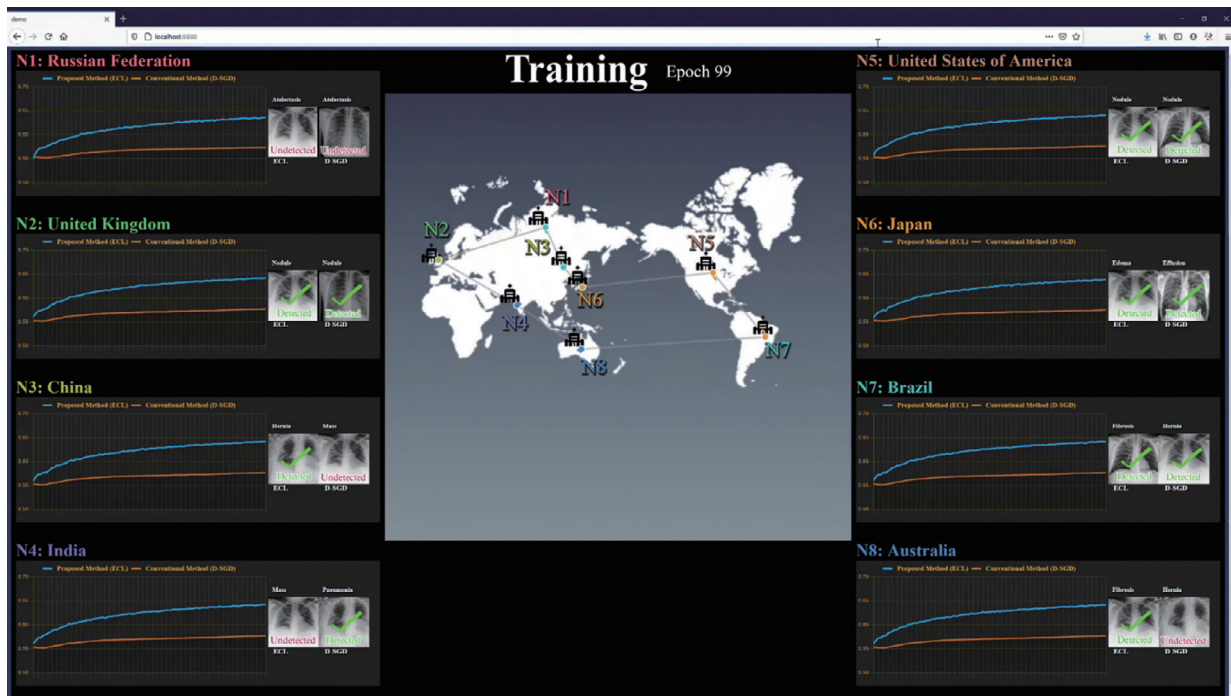 demo
localhost
Training Epoch 99
N1: Russian Federation
Proposed Method (ECL) Conventional Method (D-SGD)
Atelectasis Atelectasis
Undetected Undetected
ECL D-SGD
N2: United Kingdom
Proposed Method (ECL) Conventional Method (D-SGD)
Nodule Nodule
Detected Detected
ECL D-SGD
N3: China
Proposed Method (ECL) Conventional Method (D-SGD)
Hernia Mass
Detected Undetected
ECL D-SGD
N4: India
Proposed Method (ECL) Conventional Method (D-SGD)
Mass Pneumonia
Undetected Detected
ECL D-SGD
N1
N2
N3
N5
N6
N4
N7
N8
N5: United States of America
Proposed Method (ECL) Conventional Method (D-SGD)
Nodule Nodule
Detected Detected
ECL D-SGD
N6: Japan
Proposed Method (ECL) Conventional Method (D-SGD)
Edema Effusion
Detected Detected
ECL D-SGD
N7: Brazil
Proposed Method (ECL) Conventional Method (D-SGD)
Fibrosis Hernia
Detected Detected
ECL D-SGD
N8: Australia
Proposed Method (ECL) Conventional Method (D-SGD)
Fibrosis Hernia
Detected Undetected
ECL D-SGD